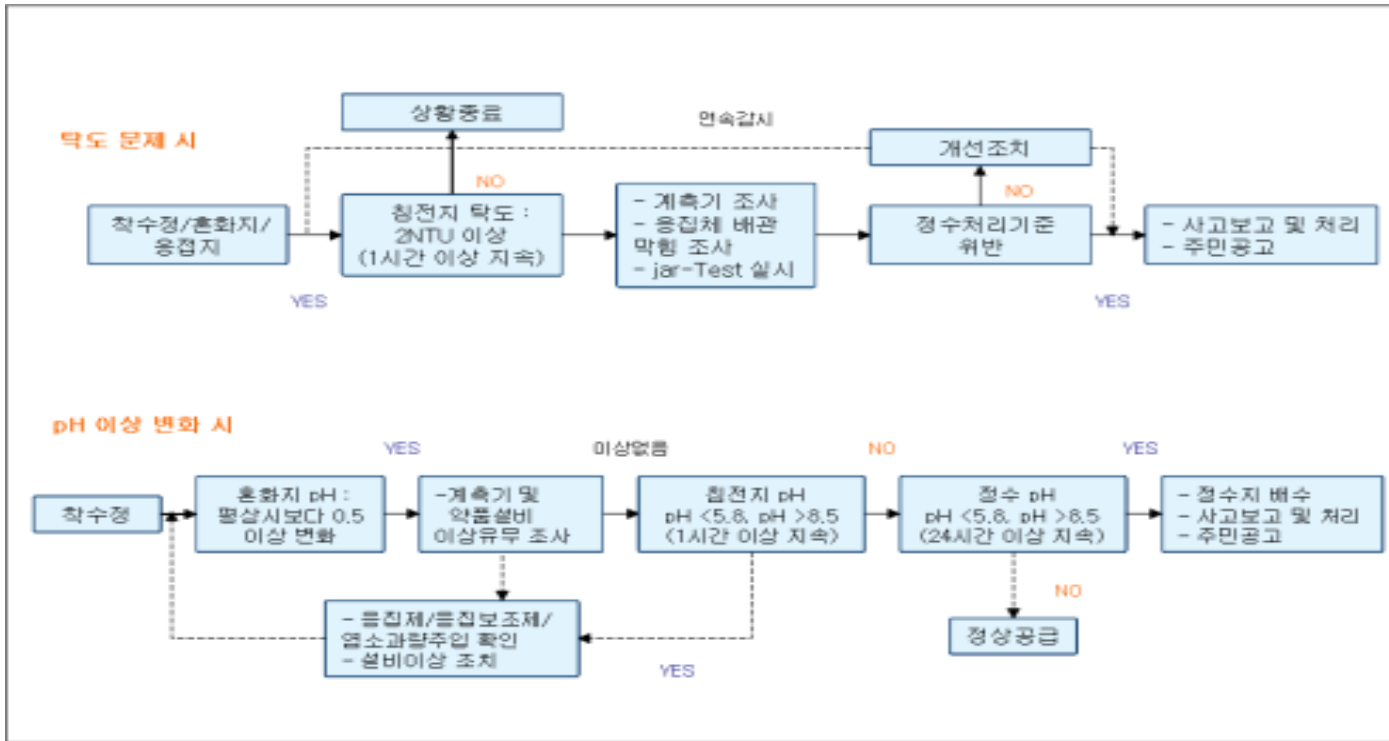 탁도 문제 시
상황종료
연속감시
개선조치
NO
NO
착수정/혼화지/
응접지
침전지 탁도 :
2NTU 이상
(1시간 이상 지속)
- 계측기 조사
- 응집체 배관
막힘 조사
- jar-Test 실시
정수처리기준
위반
- 사고보고 및 처리
- 주민공고
YES
YES
pH 이상 변화 시
YES
이상없음
NO
YES
착수정
혼화지 pH :
평상시보다 0.5
이상 변화
-계측기 및
약품설비
이상유무 조사
침전지 pH
pH <5.8, pH >8.5
(1시간 이상 지속)
정수 pH
pH <5.8, pH >8.5
(24시간 이상 지속)
- 정수지 배수
- 사고보고 및 처리
- 주민공고
NO
- 응집제/응집보조제/
염소과량주입 확인
- 설비이상 조치
YES
정상공급